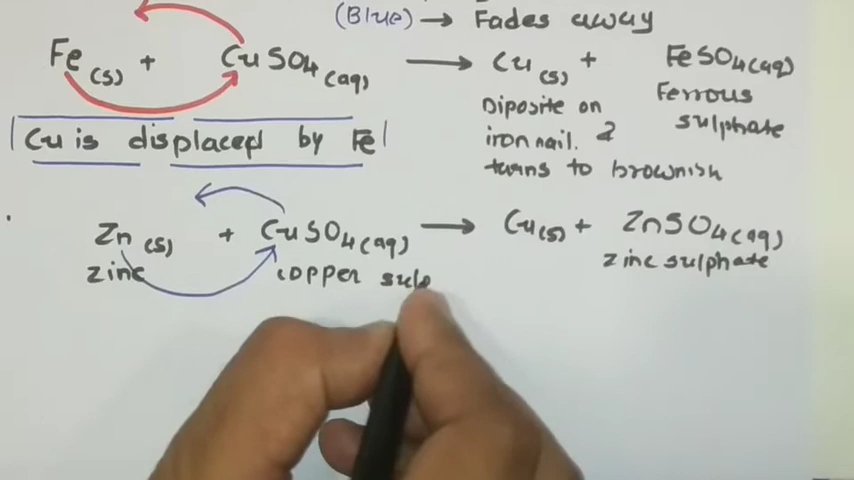 (Blue) → Fades away
Fe (s) + CuSO4 (aq) → Cu (s) + FeSO4(aq)
Diposite on iron nail. & turns to brownish
Ferrous sulphate
Cu is displaced by Fe
Zn (s) + CuSO4(aq) → Cu(s) + ZnSO4(aq)
zinc copper sulp zinc sulphate